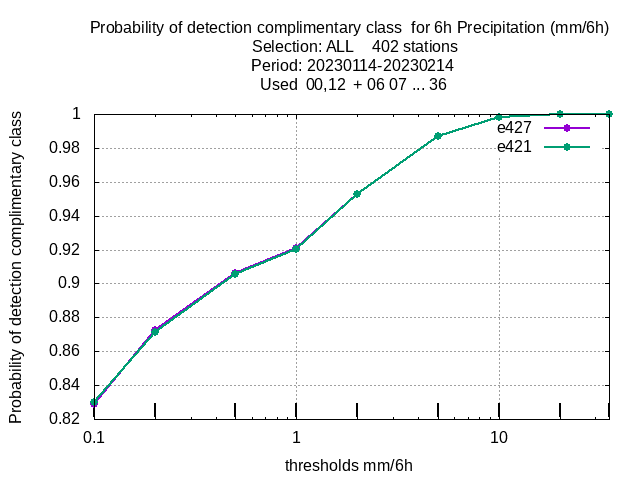 Probability of detection complimentary class  for 6h Precipitation (mm/6h)
Selection: ALL    402 stations
Period: 20230114-20230214
Used  00,12  + 06 07 ... 36
Probability of detection complimentary class
1
0.98
0.96
0.94
0.92
0.9
0.88
0.86
0.84
0.82
e427
e421
0.1
1
10
thresholds mm/6h